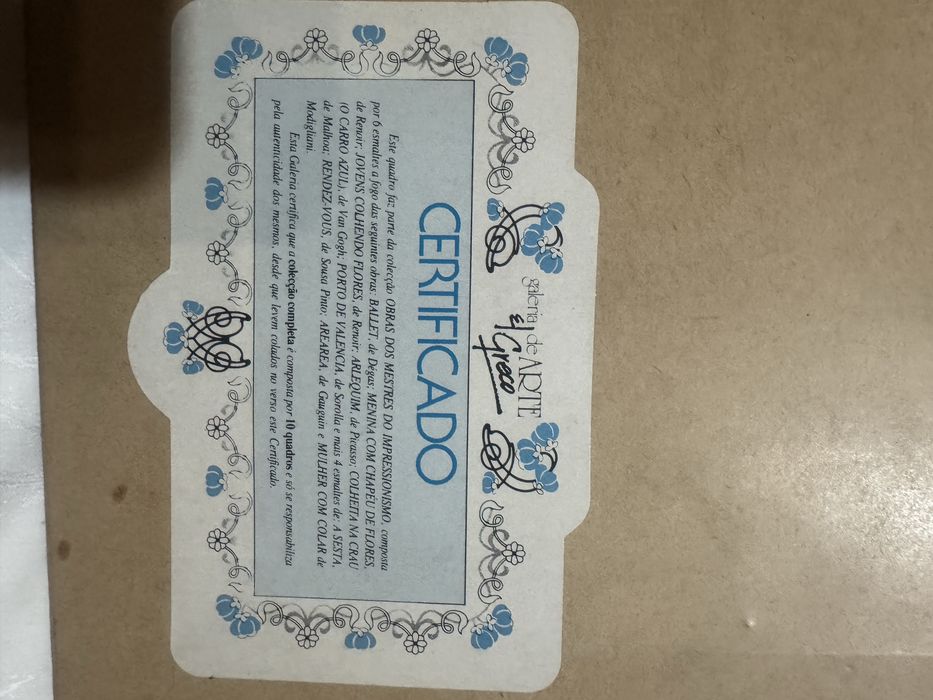 galeria de ARTE
El Greco
CERTIFICADO
Este quadro faz parte da colecção OBRAS DOS MESTRES DO IMPRESSIONISMO, composta
por 6 esmaltes a fogo das seguintes obras: BALLET, de Dégas; MENINA COM CHAPÉU DE FLORES,
de Renoir; JOVENS COLHENDO FLORES, de Renoir; ARLEQUIM, de Picasso; COLHEITA NA CRAU
(O CARRO AZUL), de Van Gogh; PORTO DE VALENCIA, de Sorolla e mais 4 esmaltes de: A SESTA,
de Malhoa; RENDEZ-VOUS, de Sousa Pinto; AREAREA, de Gauguin e MULHER COM COLAR de
Modigliani.
Esta Galeria certifica que a colecção completa é composta por 10 quadros e só se responsabiliza
pela autenticidade dos mesmos, desde que levem colados no verso este Certificado.